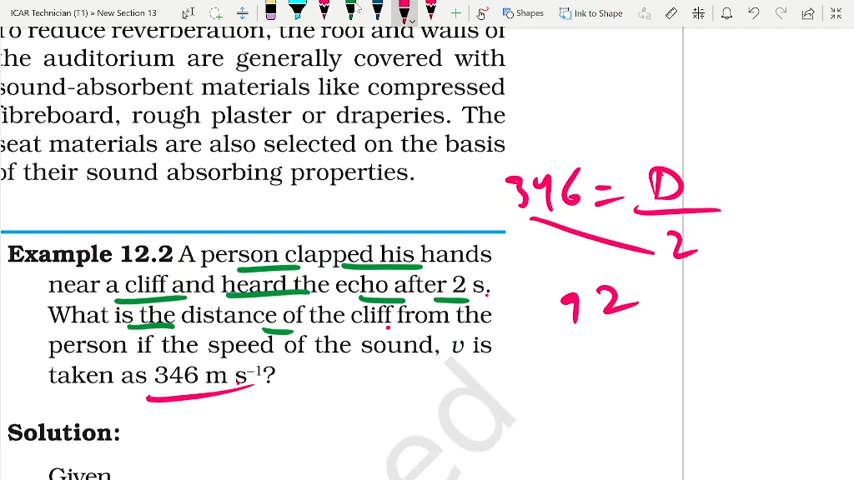 ICAR Technician (T1) » New Section 13
Shapes
Ink to Shape
To reduce reverberation, the roof and walls of
the auditorium are generally covered with
sound-absorbent materials like compressed
fibreboard, rough plaster or draperies. The
seat materials are also selected on the basis
of their sound absorbing properties.
346 = D
2
92
Example 12.2 A person clapped his hands
near a cliff and heard the echo after 2 s.
What is the distance of the cliff from the
person if the speed of the sound, v is
taken as 346 m s⁻¹?
Solution:
Given